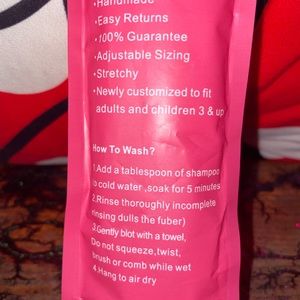 ·Handmade
·Easy Returns
·100% Guarantee
·Adjustable Sizing
·Stretchy
·Newly customized to fit
adults and children 3 & up
How To Wash?
1.Add a tablespoon of shampoo
to cold water ,soak for 5 minutes
2.Rinse thoroughly incomplete
rinsing dulls the fuber)
3.Gently blot with a towel,
Do not squeeze,twist,
brush or comb while wet
4.Hang to air dry